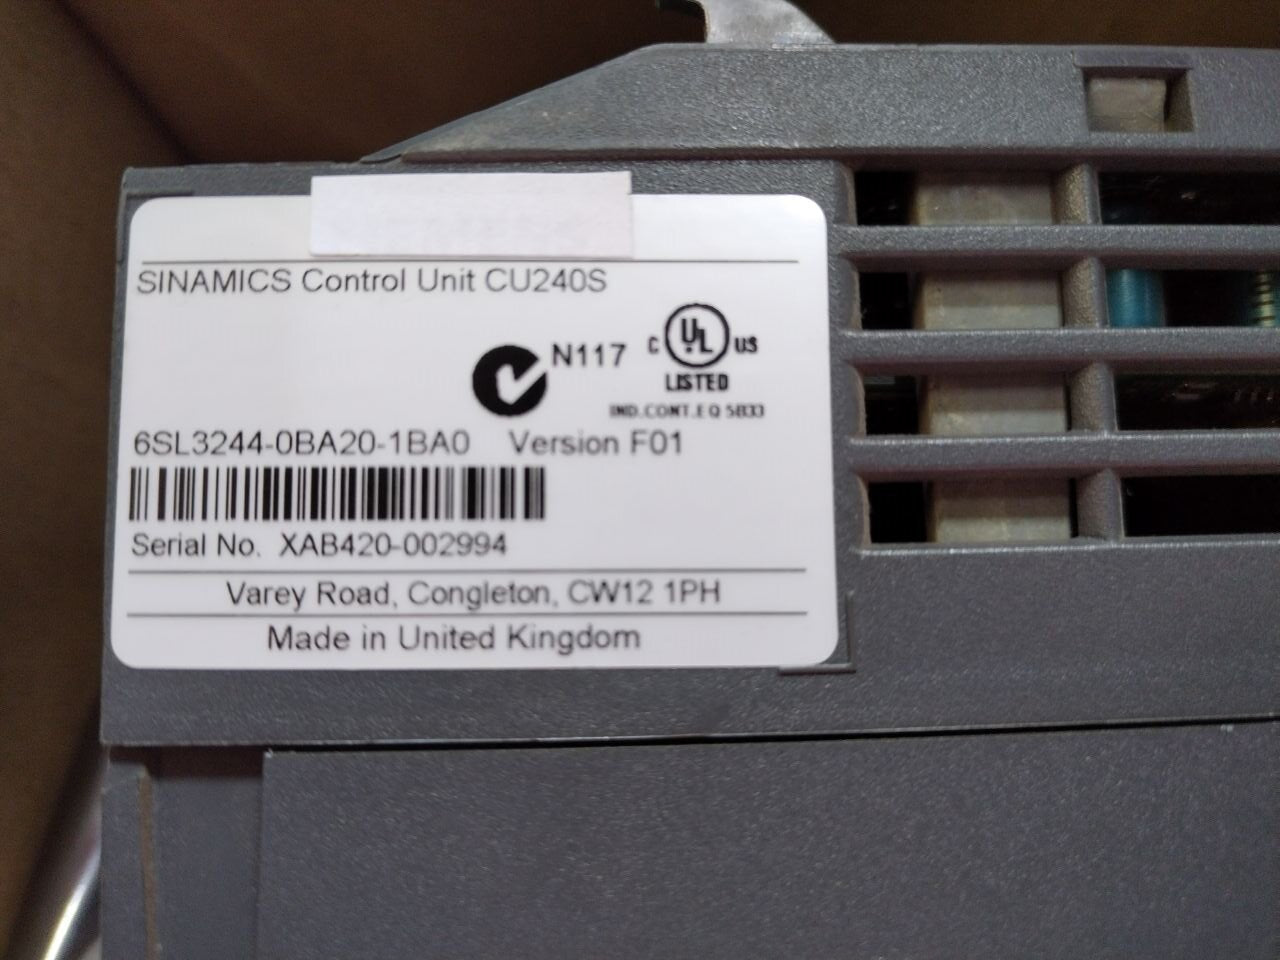 SINAMICS Control Unit CU240S
N117
C UL US
LISTED
IND.CONT.EQ 5B33
6SL3244-0BA20-1BA0 Version F01
Serial No. XAB420-002994
Varey Road, Congleton, CW12 1PH
Made in United Kingdom